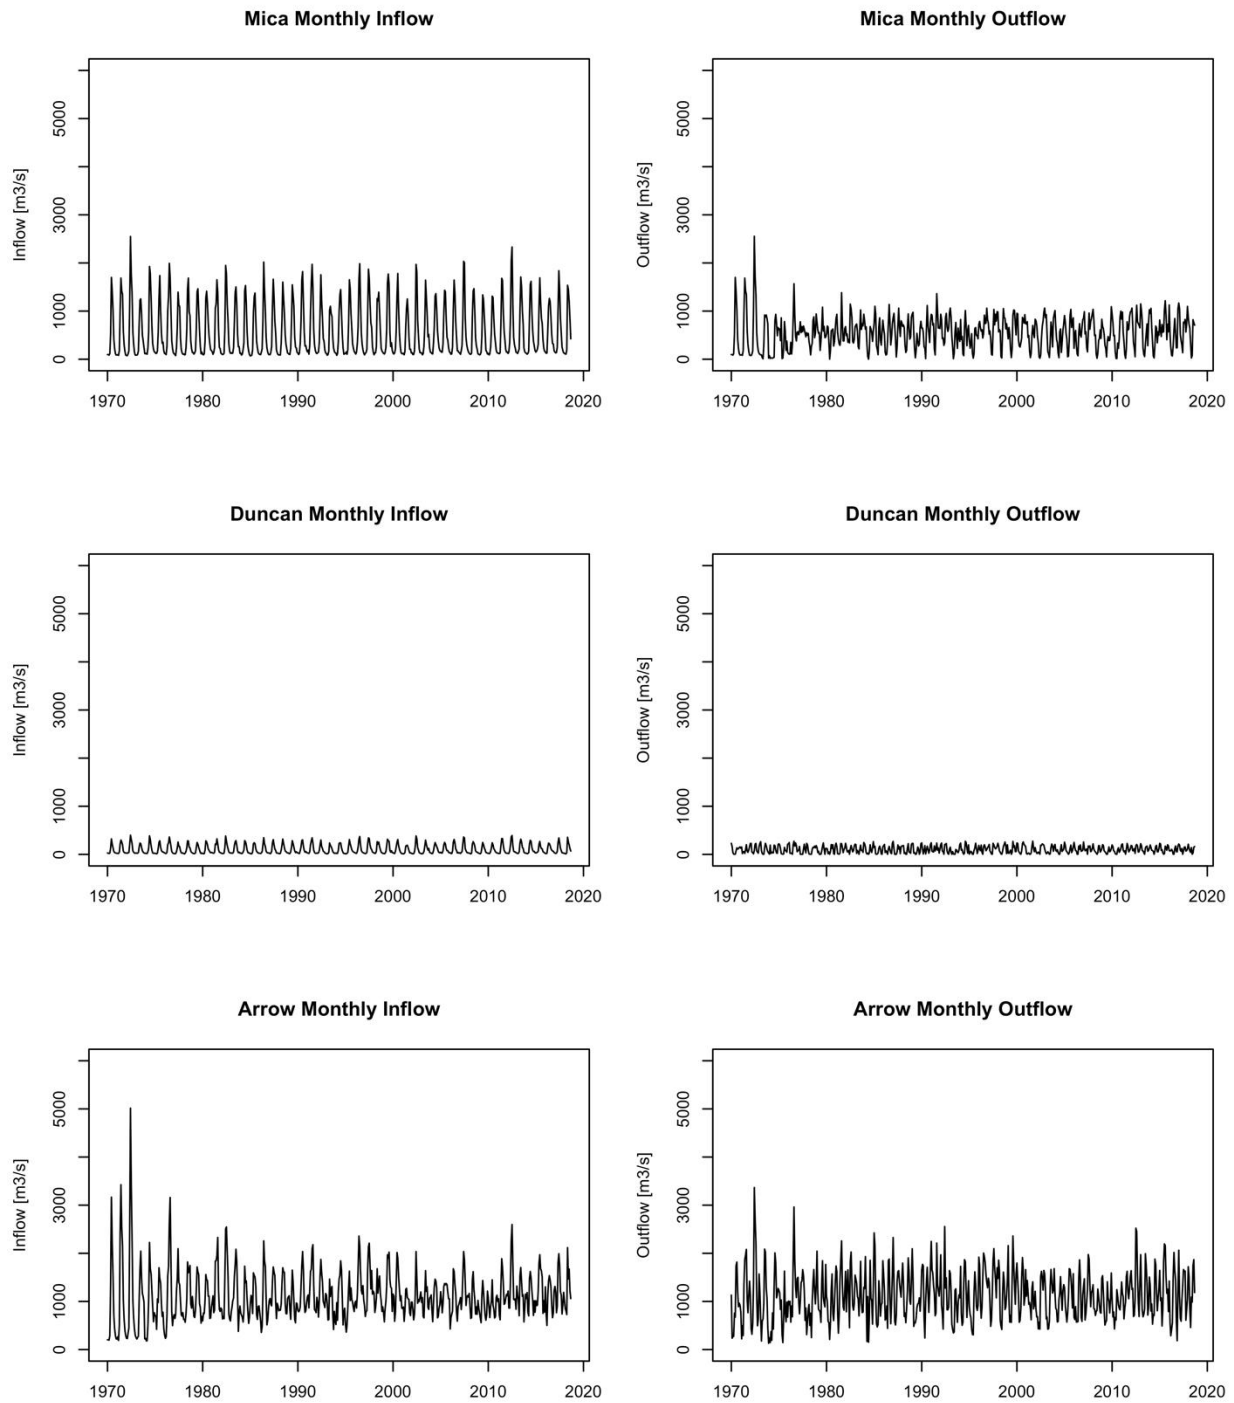 Mica Monthly Inflow
Inflow [m3/s]
5000
3000
1000
0
1970 1980 1990 2000 2010 2020
Mica Monthly Outflow
Outflow [m3/s]
5000
3000
1000
0
1970 1980 1990 2000 2010 2020
Duncan Monthly Inflow
Inflow [m3/s]
5000
3000
1000
0
1970 1980 1990 2000 2010 2020
Duncan Monthly Outflow
Outflow [m3/s]
5000
3000
1000
0
1970 1980 1990 2000 2010 2020
Arrow Monthly Inflow
Inflow [m3/s]
5000
3000
1000
0
1970 1980 1990 2000 2010 2020
Arrow Monthly Outflow
Outflow [m3/s]
5000
3000
1000
0
1970 1980 1990 2000 2010 2020